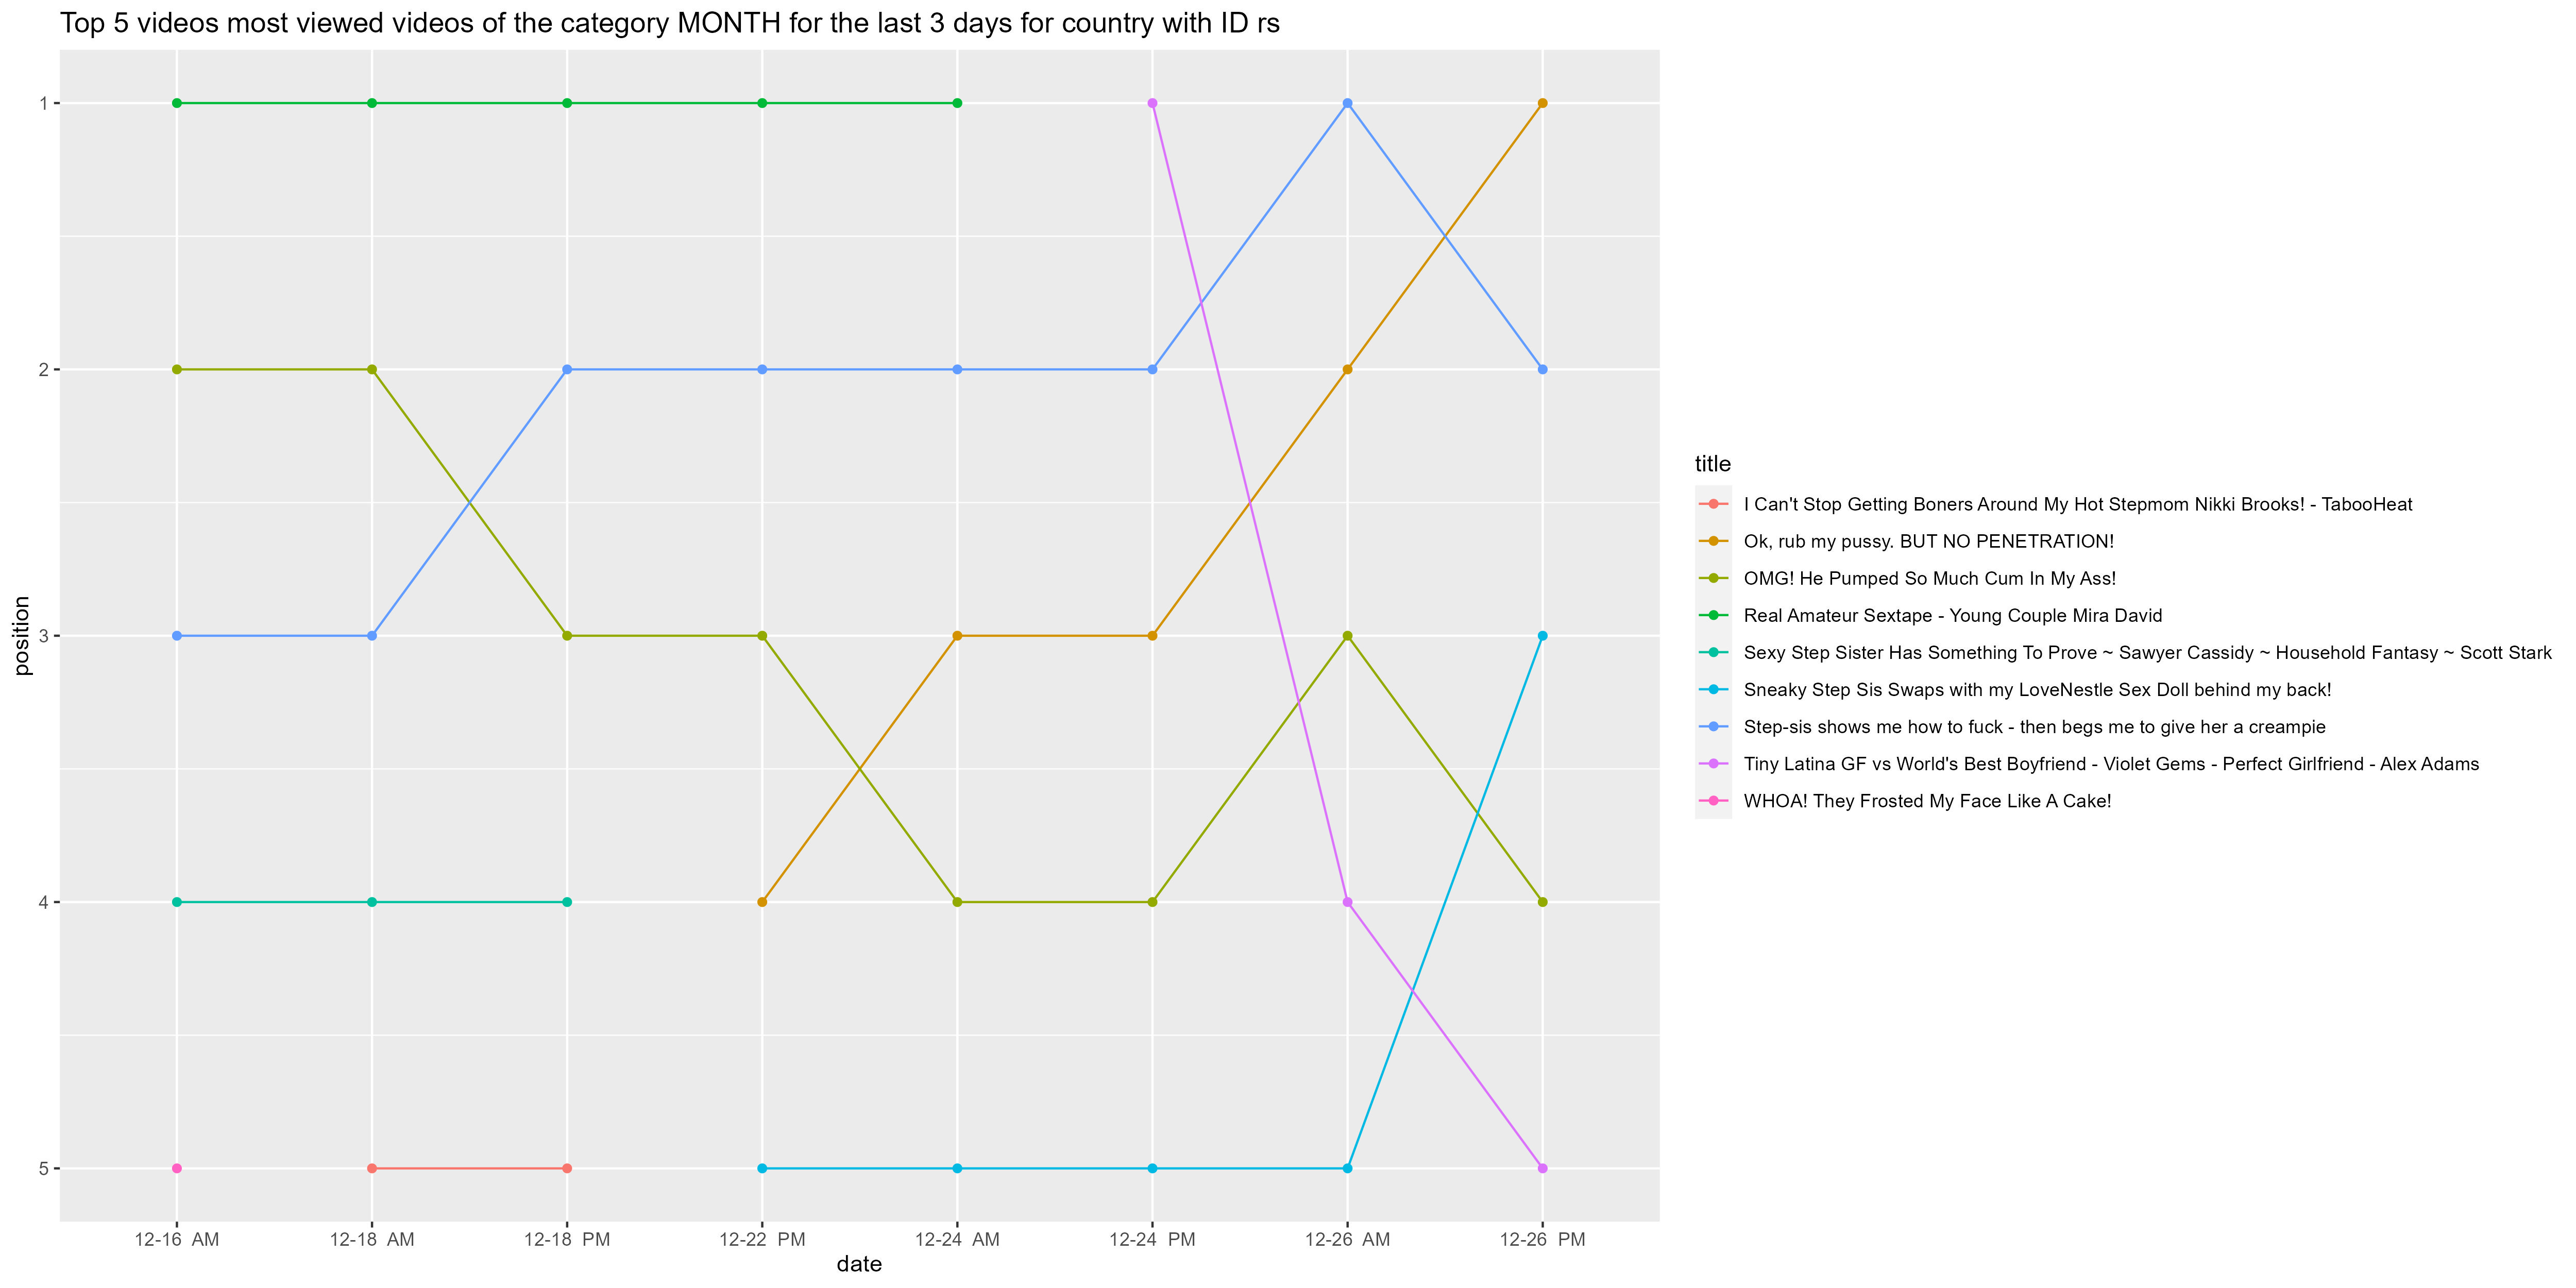 Top 5 videos most viewed videos of the category MONTH for the last 3 days for country with ID rs
1
2
3
4
5
position
12-16 AM
12-18 AM
12-18 PM
12-22 PM
12-24 AM
12-24 PM
12-26 AM
12-26 PM
date
title
I Can't Stop Getting Boners Around My Hot Stepmom Nikki Brooks! - TabooHeat
Ok, rub my pussy. BUT NO PENETRATION!
OMG! He Pumped So Much Cum In My Ass!
Real Amateur Sextape - Young Couple Mira David
Sexy Step Sister Has Something To Prove ~ Sawyer Cassidy ~ Household Fantasy ~ Scott Stark
Sneaky Step Sis Swaps with my LoveNestle Sex Doll behind my back!
Step-sis shows me how to fuck - then begs me to give her a creampie
Tiny Latina GF vs World's Best Boyfriend - Violet Gems - Perfect Girlfriend - Alex Adams
WHOA! They Frosted My Face Like A Cake!